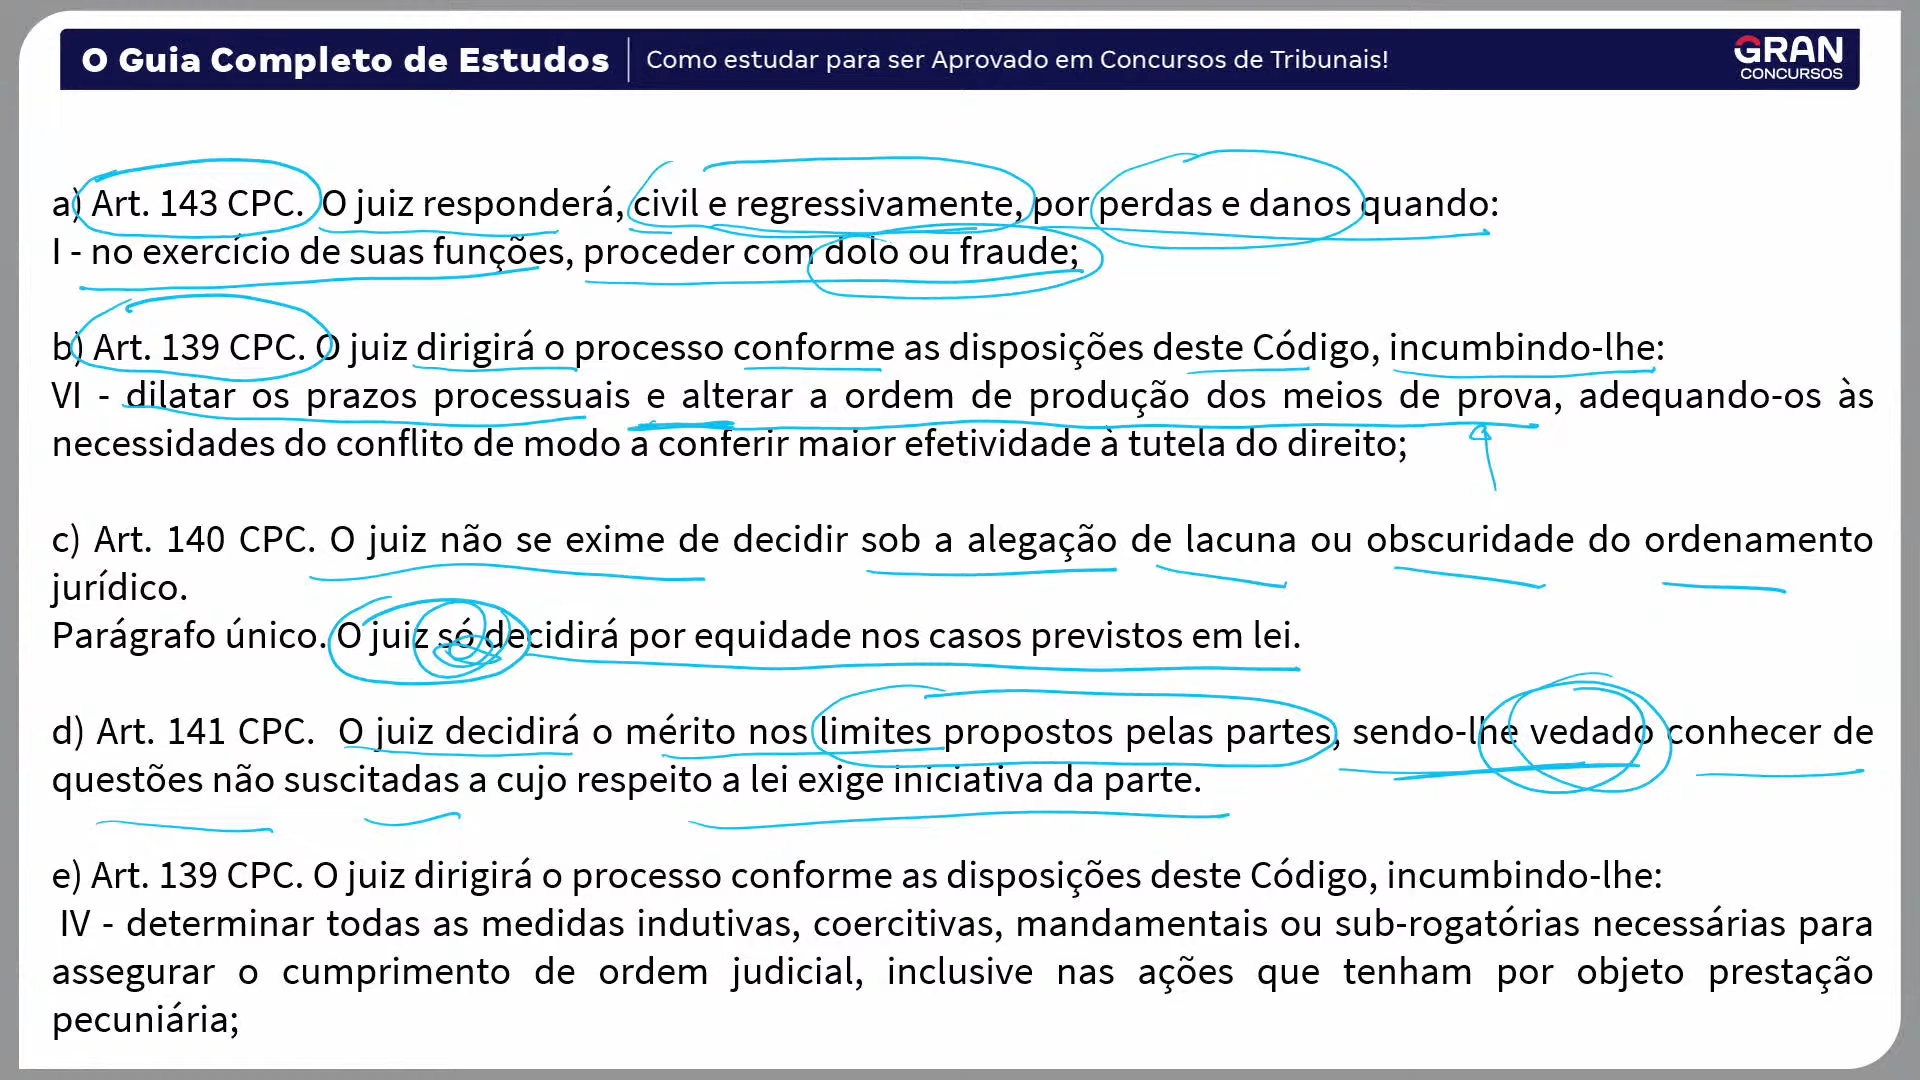 O Guia Completo de Estudos | Como estudar para ser Aprovado em Concursos de Tribunais!
GRAN
CONCURSOS
a) Art. 143 CPC. O juiz responderá, civil e regressivamente, por perdas e danos quando:
I - no exercício de suas funções, proceder com dolo ou fraude;
b) Art. 139 CPC. O juiz dirigirá o processo conforme as disposições deste Código, incumbindo-lhe:
VI - dilatar os prazos processuais e alterar a ordem de produção dos meios de prova, adequando-os às
necessidades do conflito de modo a conferir maior efetividade à tutela do direito;
c) Art. 140 CPC. O juiz não se exime de decidir sob a alegação de lacuna ou obscuridade do ordenamento
jurídico.
Parágrafo único. O juiz só decidirá por equidade nos casos previstos em lei.
d) Art. 141 CPC. O juiz decidirá o mérito nos limites propostos pelas partes, sendo-lhe vedado conhecer de
questões não suscitadas a cujo respeito a lei exige iniciativa da parte.
e) Art. 139 CPC. O juiz dirigirá o processo conforme as disposições deste Código, incumbindo-lhe:
IV - determinar todas as medidas indutivas, coercitivas, mandamentais ou sub-rogatórias necessárias para
assegurar o cumprimento de ordem judicial, inclusive nas ações que tenham por objeto prestação
pecuniária;